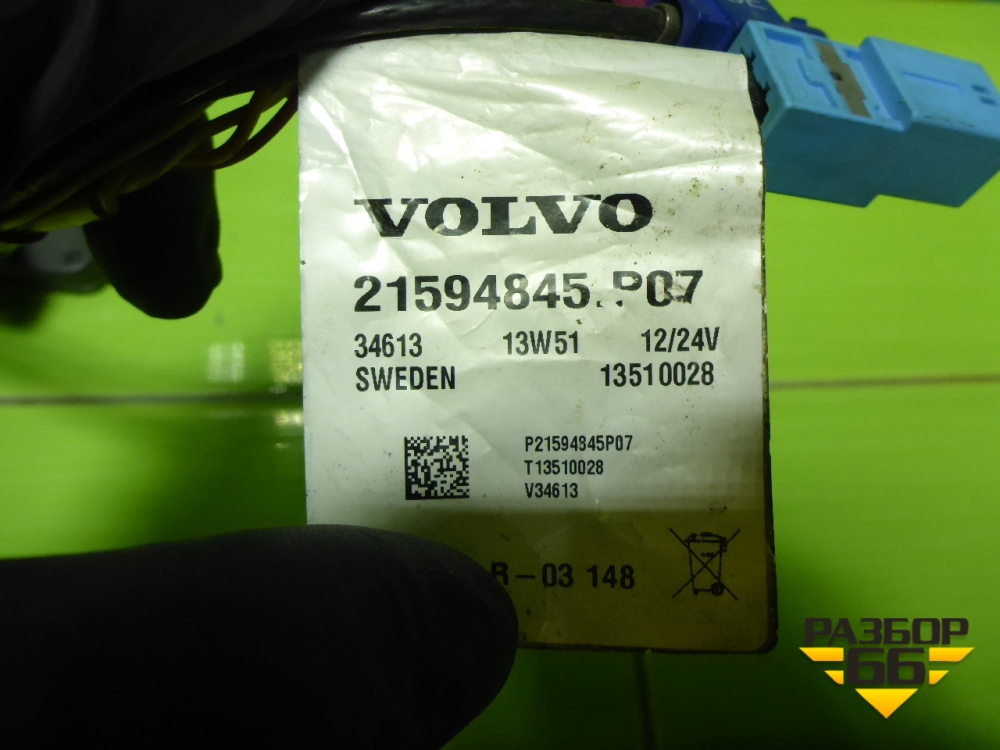 VOLVO
21594845.P07
34613 13W51 12/24V
SWEDEN 13510028
P21594845P07
T13510028
V34613
R-03 148
РАЗБОР
66